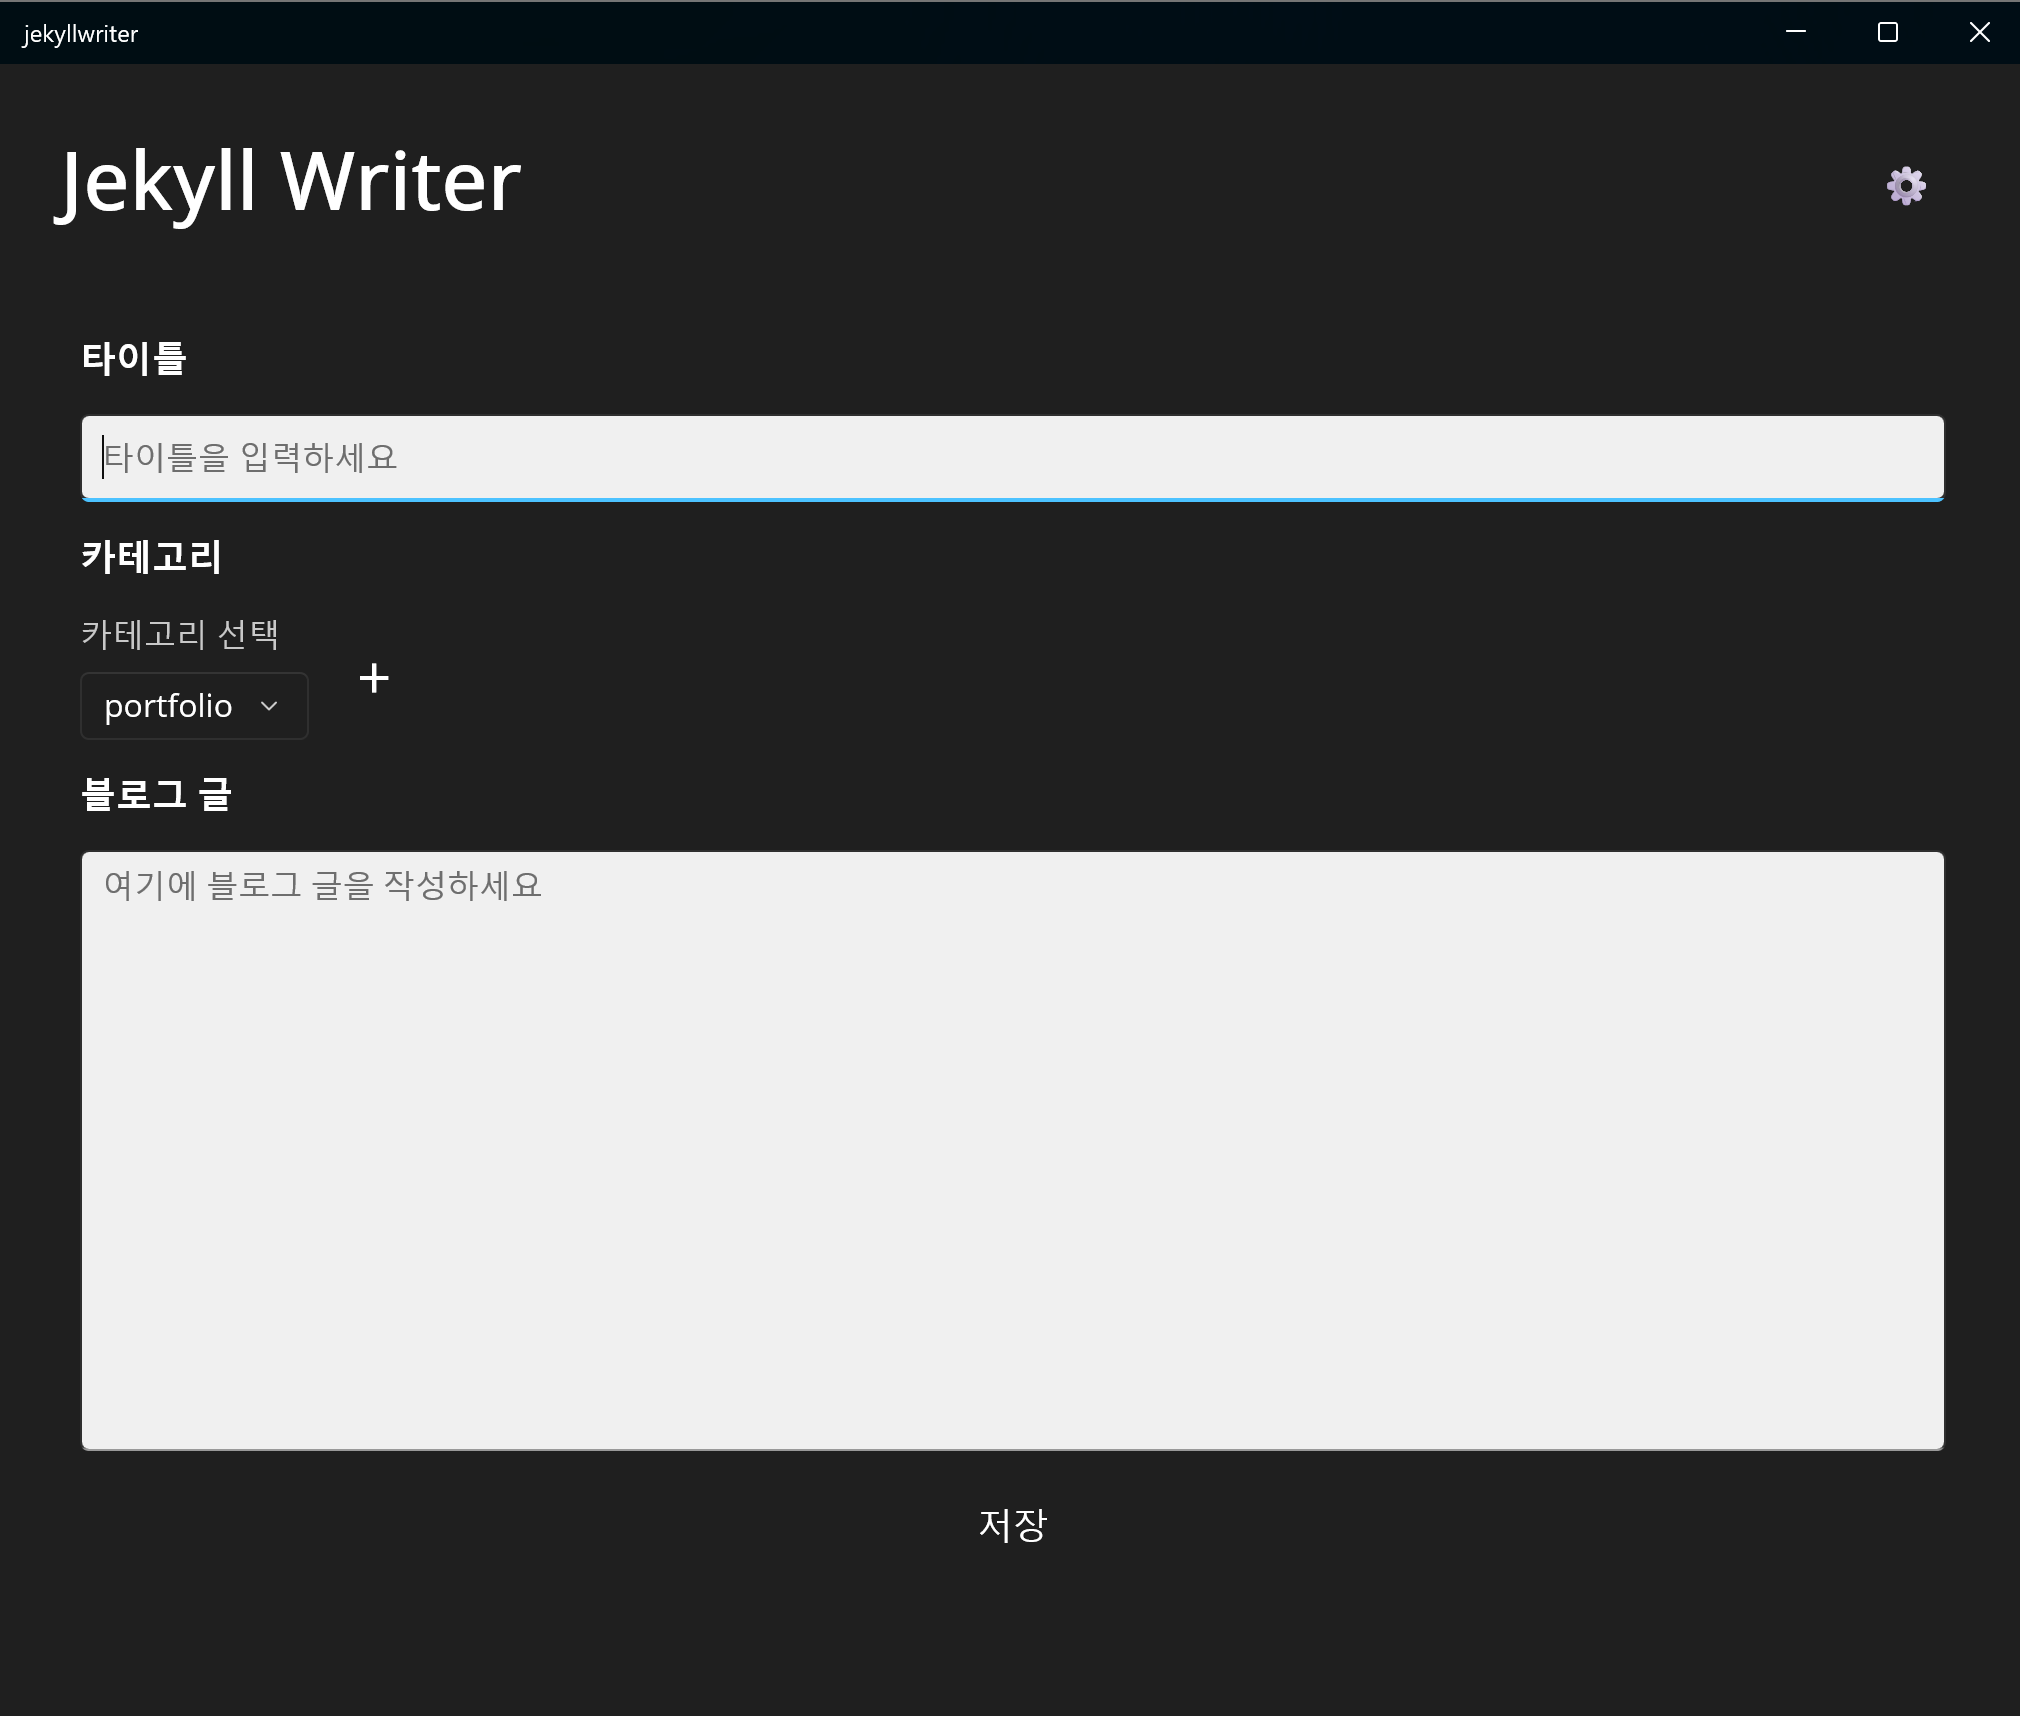 jekyllwriter
Jekyll Writer
타이틀
타이틀을 입력하세요
카테고리
카테고리 선택
portfolio
블로그 글
여기에 블로그 글을 작성하세요
저장